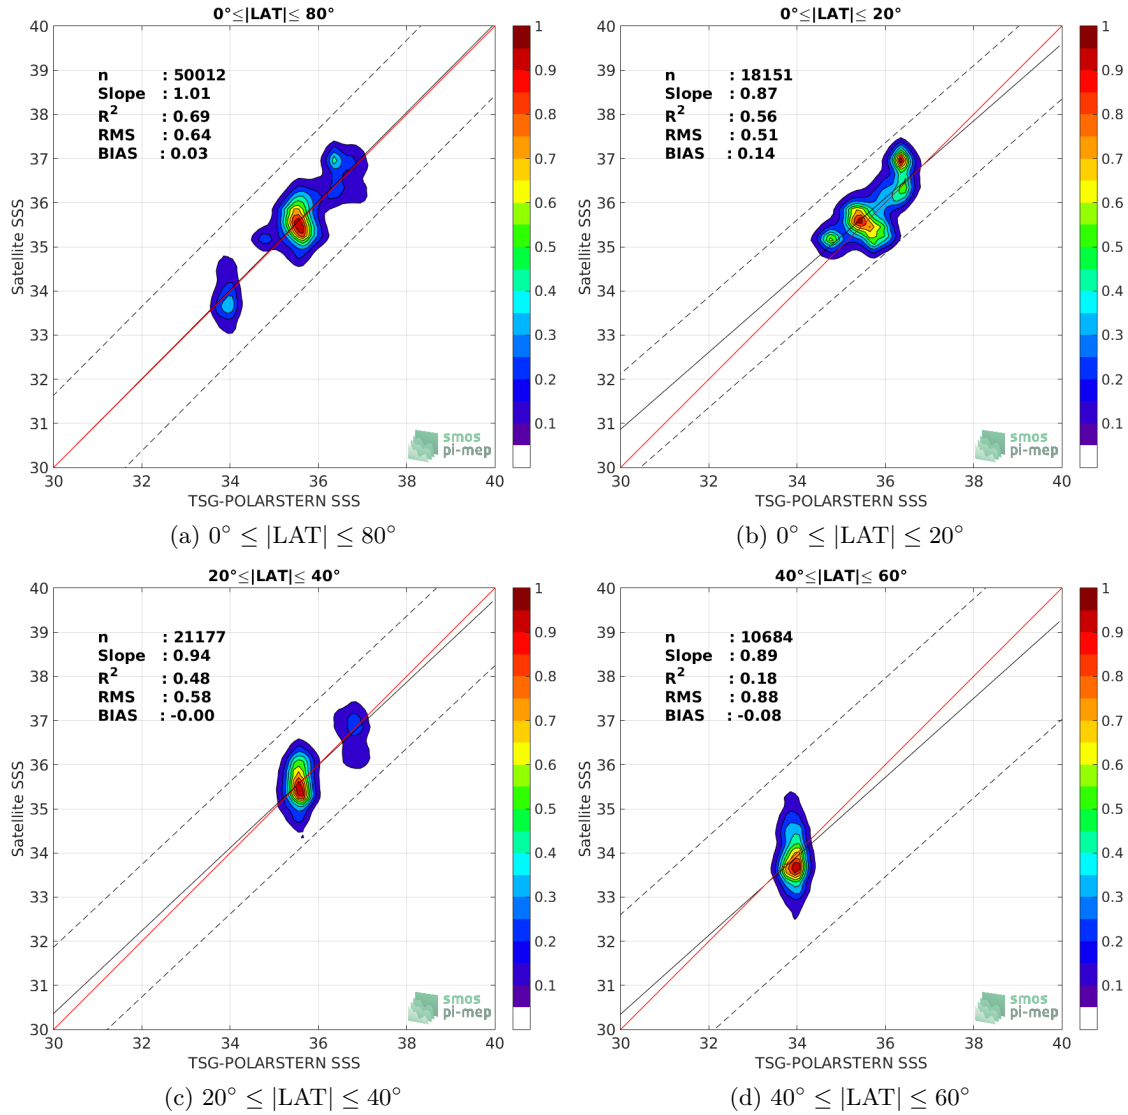 0°≤|LAT|≤ 80°
n : 50012
Slope : 1.01
R² : 0.69
RMS : 0.64
BIAS : 0.03
Satellite SSS
40
39
38
37
36
35
34
33
32
31
30
30 32 34 36 38 40
TSG-POLARSTERN SSS
1
0.9
0.8
0.7
0.6
0.5
0.4
0.3
0.2
0.1
smos
pi-mep
(a) 0° ≤ |LAT| ≤ 80°
0°≤|LAT|≤ 20°
n : 18151
Slope : 0.87
R² : 0.56
RMS : 0.51
BIAS : 0.14
Satellite SSS
40
39
38
37
36
35
34
33
32
31
30
30 32 34 36 38 40
TSG-POLARSTERN SSS
1
0.9
0.8
0.7
0.6
0.5
0.4
0.3
0.2
0.1
smos
pi-mep
(b) 0° ≤ |LAT| ≤ 20°
20°≤|LAT|≤ 40°
n : 21177
Slope : 0.94
R² : 0.48
RMS : 0.58
BIAS : -0.00
Satellite SSS
40
39
38
37
36
35
34
33
32
31
30
30 32 34 36 38 40
TSG-POLARSTERN SSS
1
0.9
0.8
0.7
0.6
0.5
0.4
0.3
0.2
0.1
smos
pi-mep
(c) 20° ≤ |LAT| ≤ 40°
40°≤|LAT|≤ 60°
n : 10684
Slope : 0.89
R² : 0.18
RMS : 0.88
BIAS : -0.08
Satellite SSS
40
39
38
37
36
35
34
33
32
31
30
30 32 34 36 38 40
TSG-POLARSTERN SSS
1
0.9
0.8
0.7
0.6
0.5
0.4
0.3
0.2
0.1
smos
pi-mep
(d) 40° ≤ |LAT| ≤ 60°